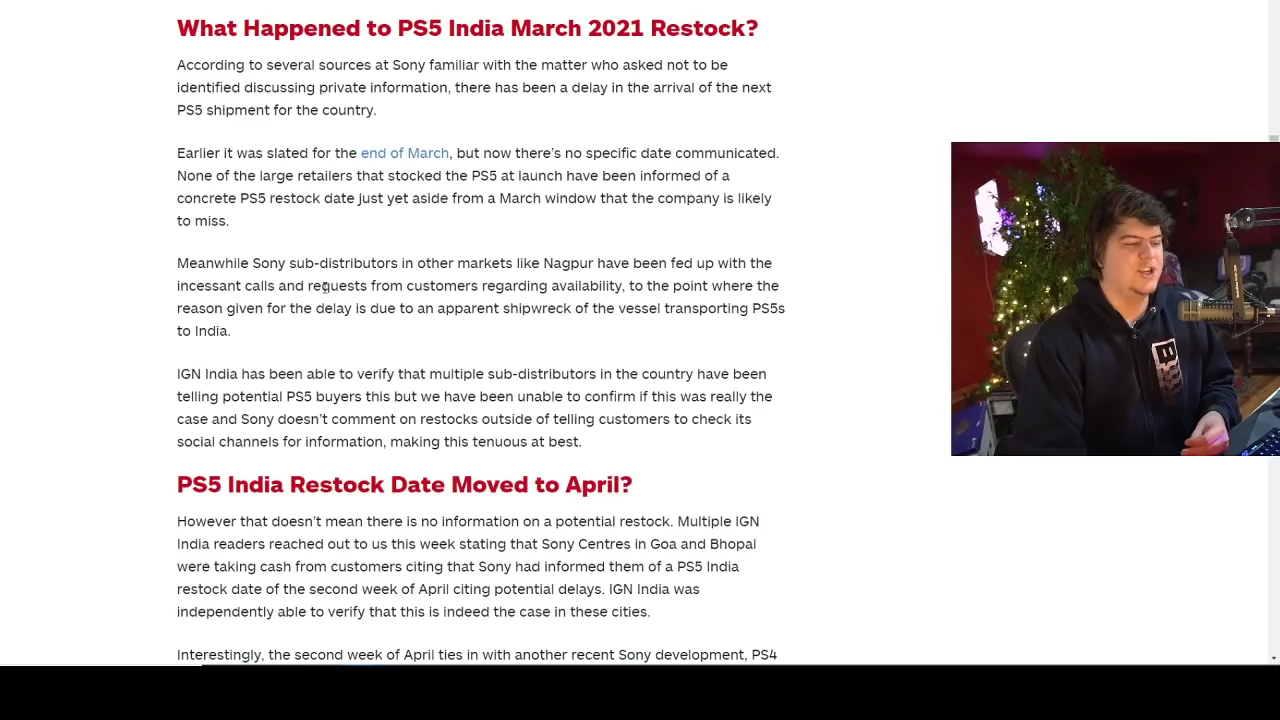 What Happened to PS5 India March 2021 Restock?
According to several sources at Sony familiar with the matter who asked not to be
identified discussing private information, there has been a delay in the arrival of the next
PS5 shipment for the country.
Earlier it was slated for the end of March, but now there's no specific date communicated.
None of the large retailers that stocked the PS5 at launch have been informed of a
concrete PS5 restock date just yet aside from a March window that the company is likely
to miss.
Meanwhile Sony sub-distributors in other markets like Nagpur have been fed up with the
incessant calls and requests from customers regarding availability, to the point where the
reason given for the delay is due to an apparent shipwreck of the vessel transporting PS5s
to India.
IGN India has been able to verify that multiple sub-distributors in the country have been
telling potential PS5 buyers this but we have been unable to confirm if this was really the
case and Sony doesn't comment on restocks outside of telling customers to check its
social channels for information, making this tenuous at best.
PS5 India Restock Date Moved to April?
However that doesn't mean there is no information on a potential restock. Multiple IGN
India readers reached out to us this week stating that Sony Centres in Goa and Bhopal
were taking cash from customers citing that Sony had informed them of a PS5 India
restock date of the second week of April citing potential delays. IGN India was
independently able to verify that this is indeed the case in these cities.
Interestingly, the second week of April ties in with another recent Sony development, PS4